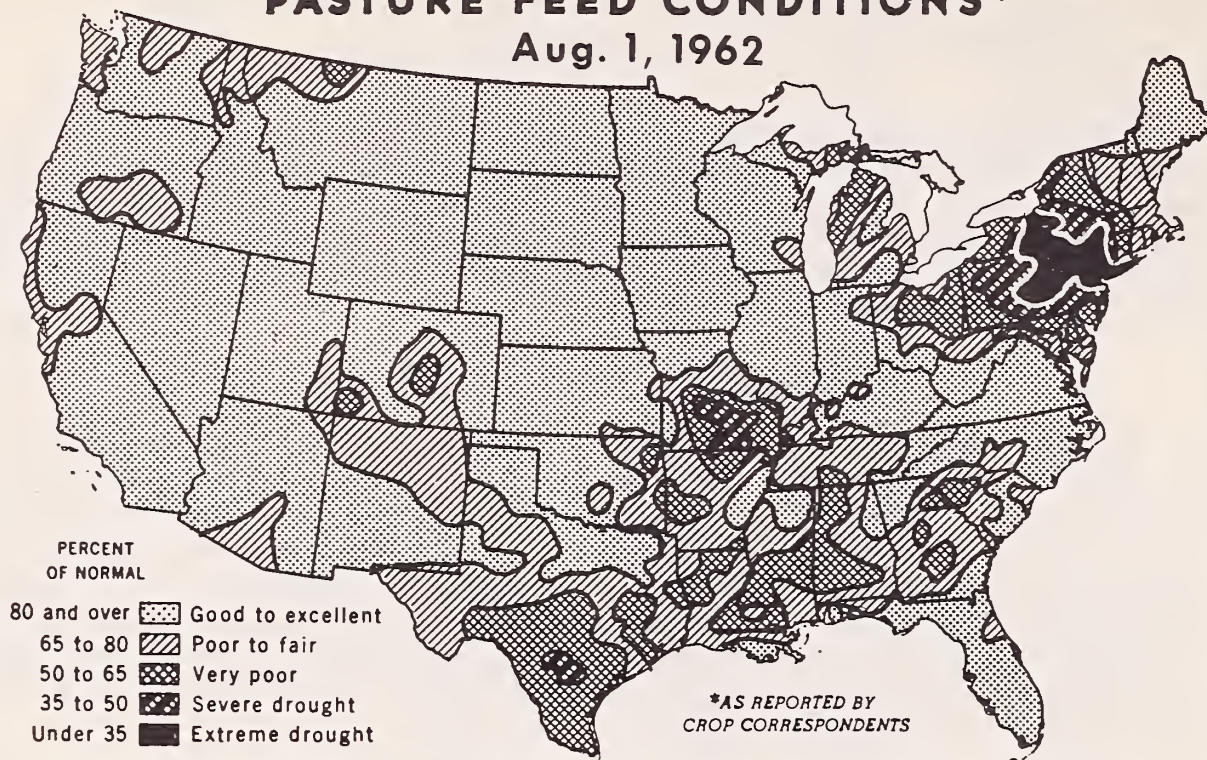 PASTURE FEED CONDITIONS*
Aug. 1, 1962
PERCENT
OF NORMAL
80 and over Good to excellent
65 to 80 Poor to fair
50 to 65 Very poor
35 to 50 Severe drought
Under 35 Extreme drought
*AS REPORTED BY
CROP CORRESPONDENTS